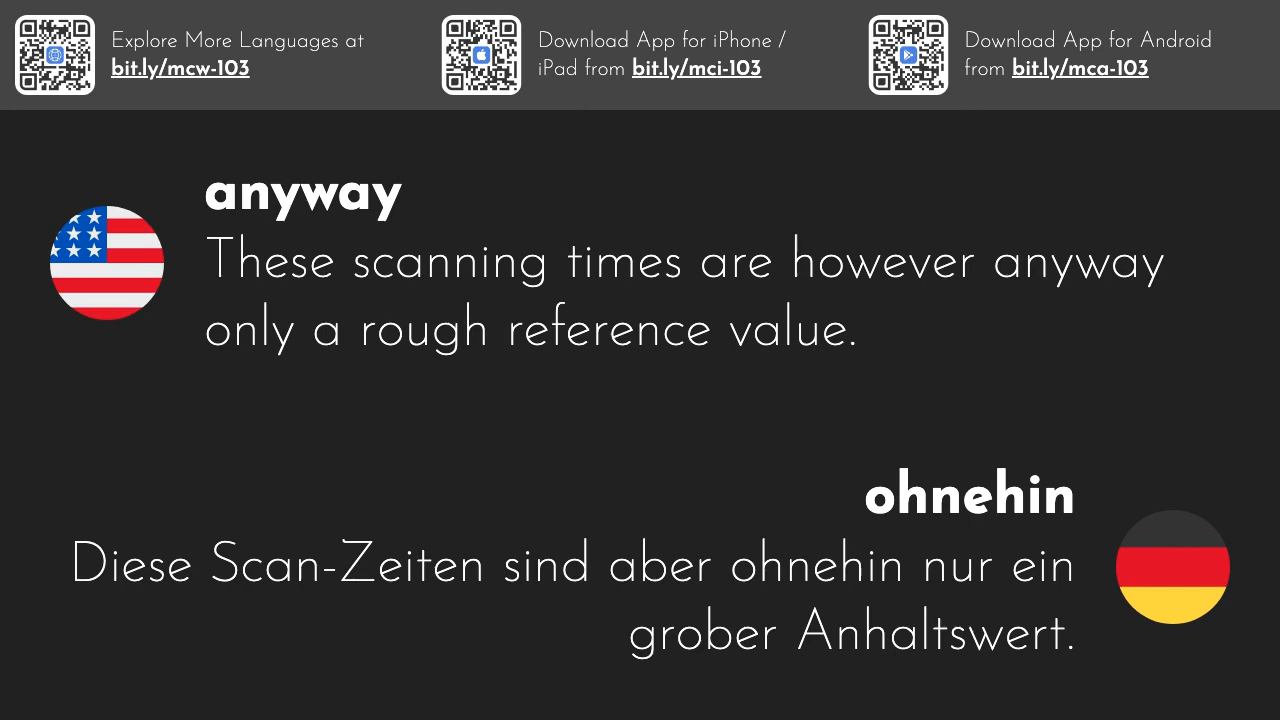 Explore More Languages at
bit.ly/mcw-103
Download App for iPhone /
iPad from bit.ly/mci-103
Download App for Android
from bit.ly/mca-103
anyway
These scanning times are however anyway
only a rough reference value.
ohnehin
Diese Scan-Zeiten sind aber ohnehin nur ein
grober Anhaltswert.